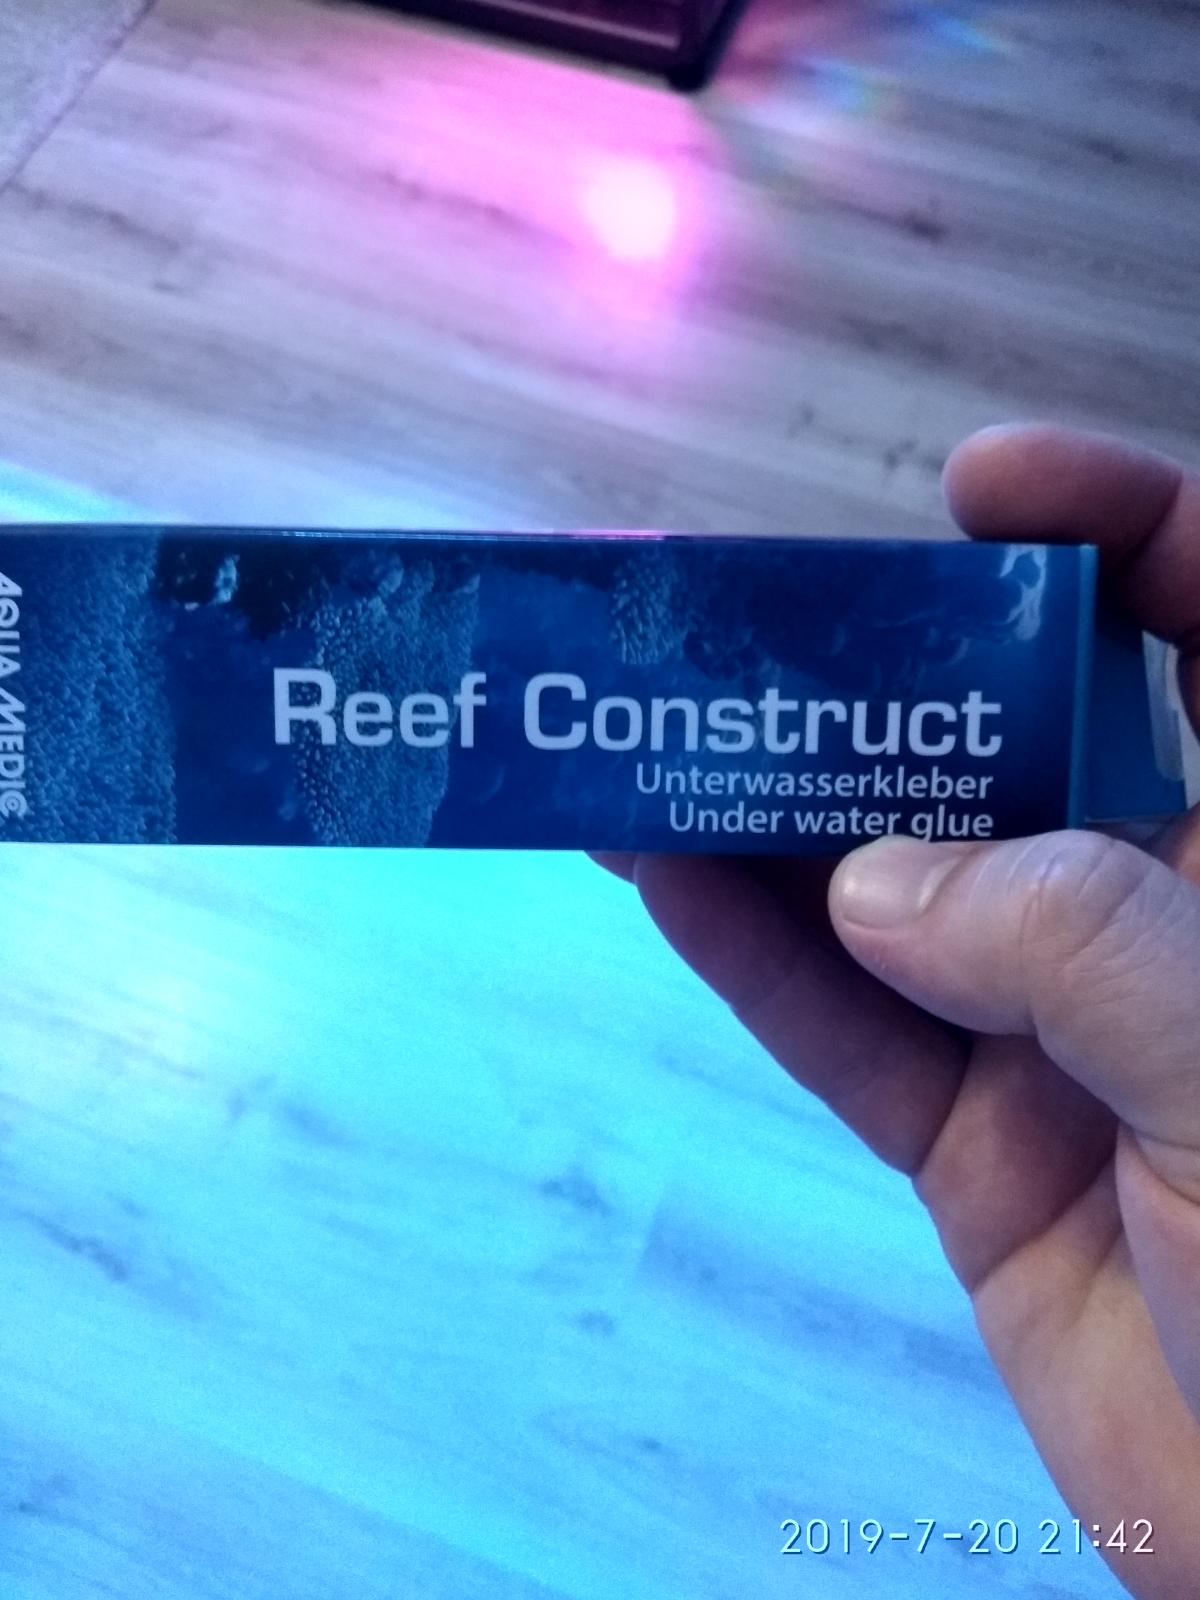 AQUA MEDIC
Reef Construct
Unterwasserkleber
Under water glue
2019-7-20 21:42